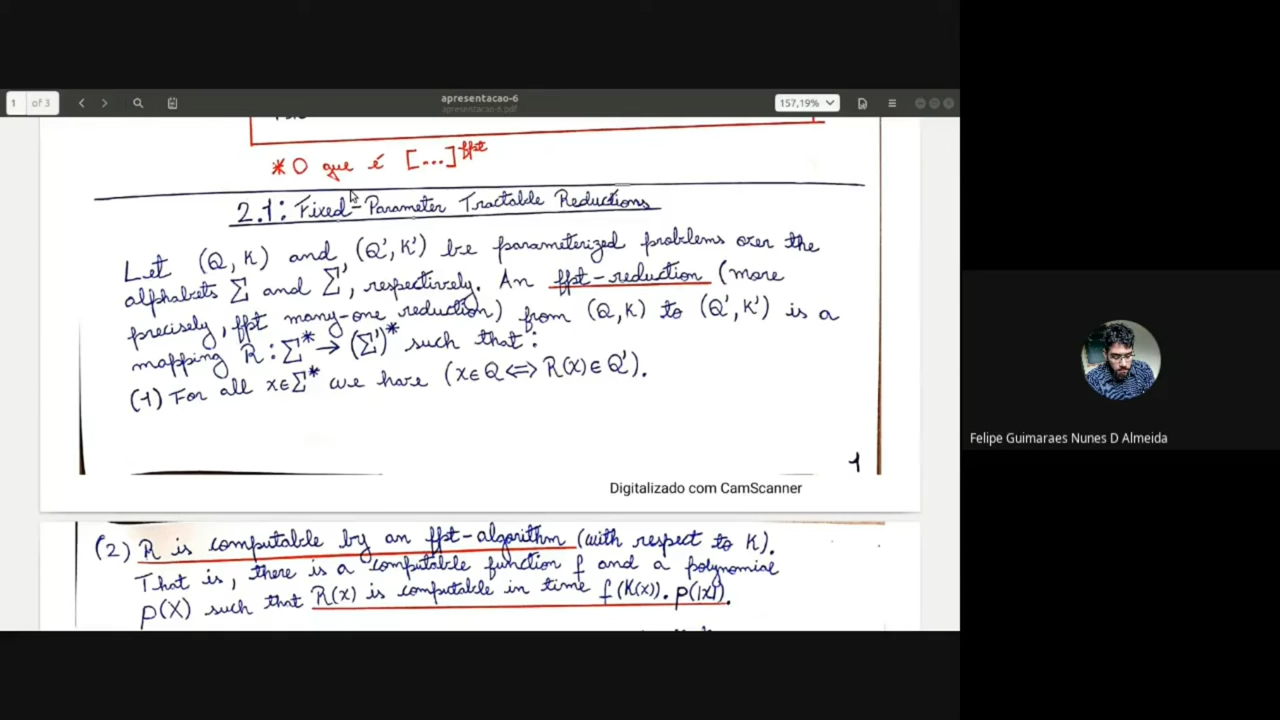 apresentacao-6
1 of 3
apresentacao-6.pdf
157,19%
* O que é [...]^fpt
2.1: Fixed-Parameter Tractable Reductions
Let (Q, K) and (Q', K') be parameterized problems over the
alphabets Σ and Σ', respectively. An fpt-reduction (more
precisely, fpt many-one reduction) from (Q, K) to (Q', K') is a
mapping R: Σ* → (Σ')* such that:
(1) For all x∈Σ* we have (x∈Q ⟺ R(x)∈Q').
1
Digitalizado com CamScanner
(2) R is computable by an fpt-algorithm (with respect to K).
That is, there is a computable function f and a polynomial
p(X) such that R(x) is computable in time f(K(x)). p(|x|).
Felipe Guimaraes Nunes D Almeida